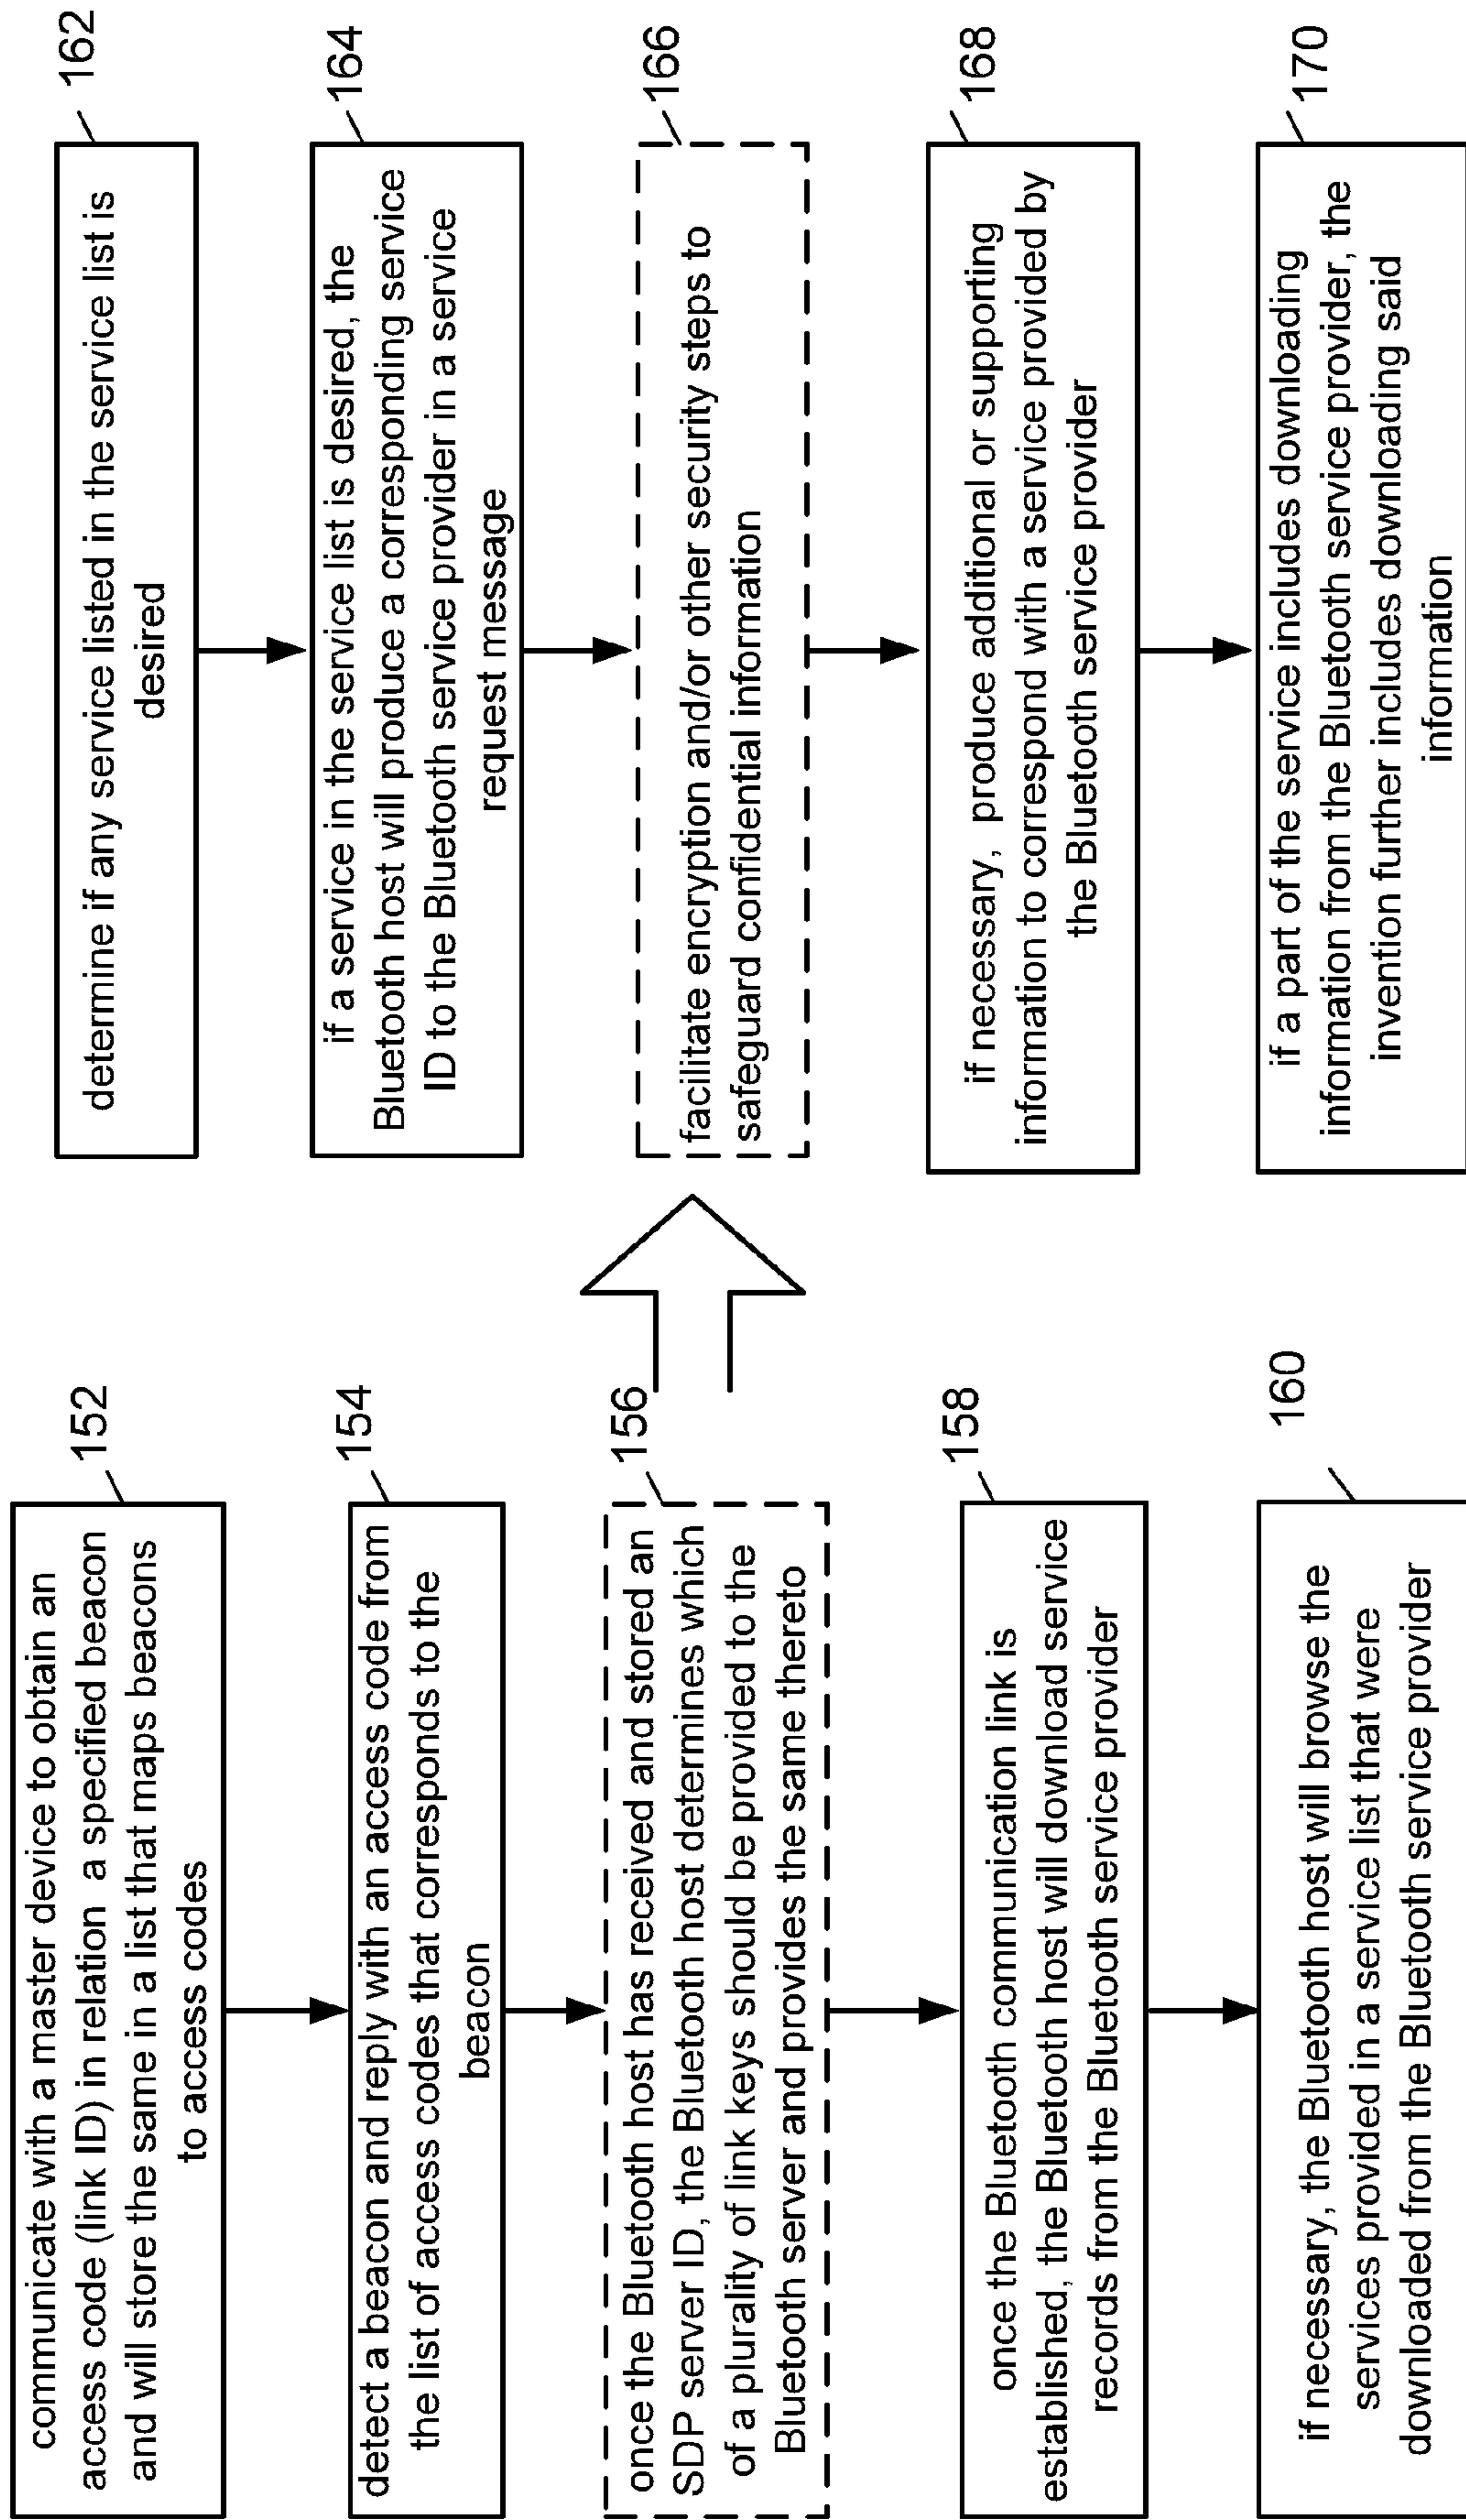 communicate with a master device to obtain an
access code (link ID) in relation  a specified beacon
and will store the same in a list that maps beacons
to access codes
152
detect a beacon and reply with an access code from
the list of access codes that corresponds to the
beacon
154
once the Bluetooth host has received and stored an
SDP server ID, the Bluetooth host determines which
of a plurality of link keys should be provided to the
Bluetooth server and provides the same thereto
156
once the Bluetooth communication link is
established, the Bluetooth host will download service
records from the Bluetooth service provider
158
if necessary, the Bluetooth host will browse the
services provided in a service list that were
downloaded from the Bluetooth service provider
160
determine if any service listed in the service list is
desired
162
if a service in the service list is desired, the
Bluetooth host will produce a corresponding service
ID to the Bluetooth service provider in a service
request message
164
facilitate encryption and/or other security steps to
safeguard confidential information
166
if necessary,  produce additional or supporting
information to correspond with a service provided by
the Bluetooth service provider
168
if a part of the service includes downloading
information from the Bluetooth service provider, the
invention further includes downloading said
information
170